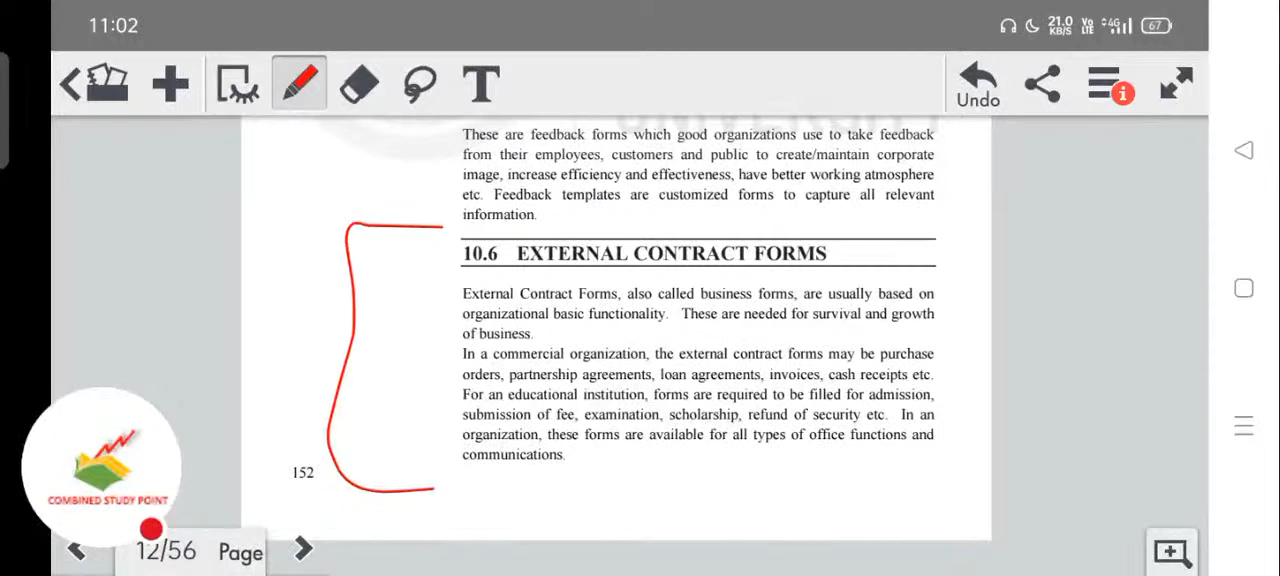 11:02
21.0 KB/S Vo LTE 4G 67
T
Undo
i
These are feedback forms which good organizations use to take feedback
from their employees, customers and public to create/maintain corporate
image, increase efficiency and effectiveness, have better working atmosphere
etc. Feedback templates are customized forms to capture all relevant
information.
10.6 EXTERNAL CONTRACT FORMS
External Contract Forms, also called business forms, are usually based on
organizational basic functionality. These are needed for survival and growth
of business.
In a commercial organization, the external contract forms may be purchase
orders, partnership agreements, loan agreements, invoices, cash receipts etc.
For an educational institution, forms are required to be filled for admission,
submission of fee, examination, scholarship, refund of security etc. In an
organization, these forms are available for all types of office functions and
communications.
152
COMBINED STUDY POINT
12/56 Page